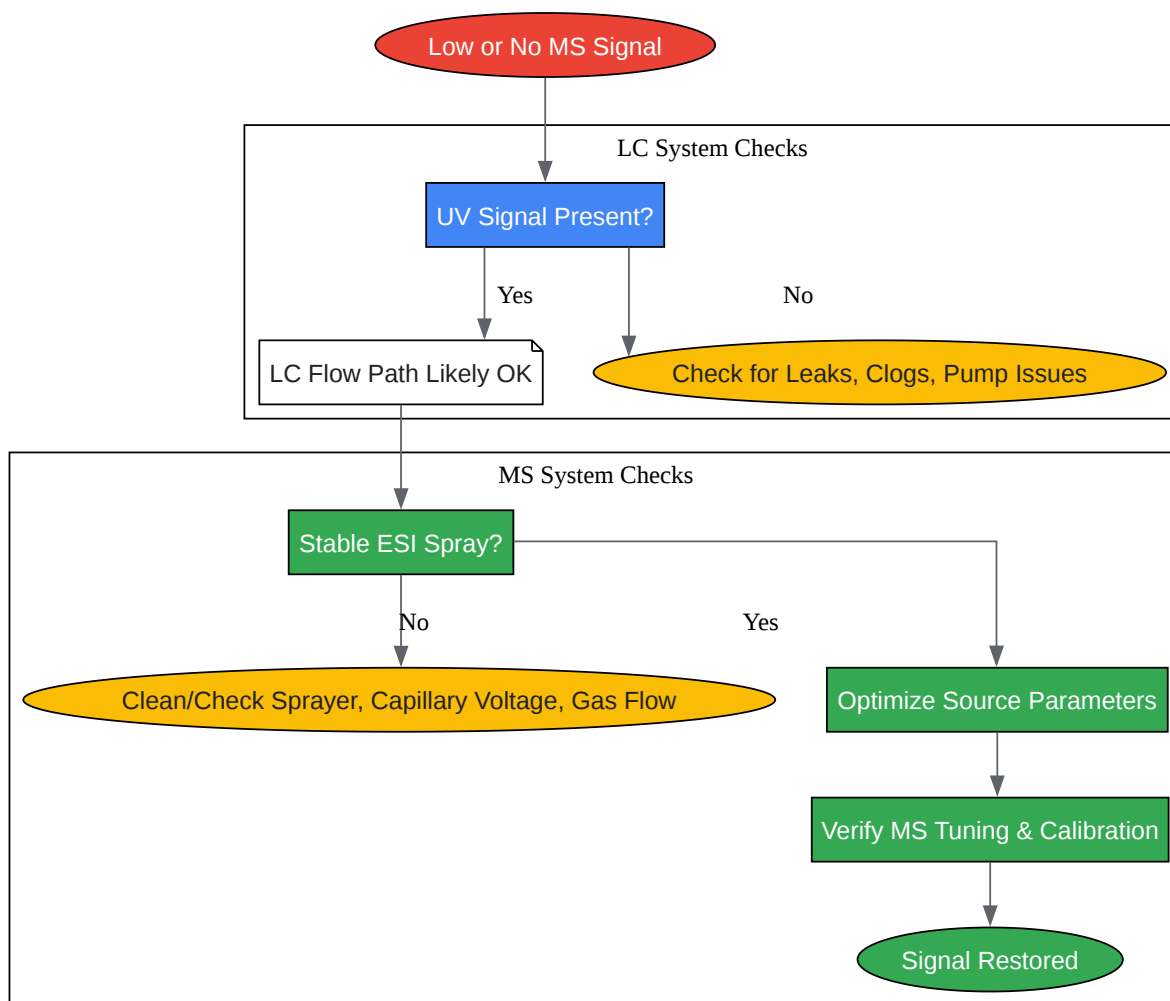 Low or No MS Signal
LC System Checks
UV Signal Present?
Yes
No
LC Flow Path Likely OK
Check for Leaks, Clogs, Pump Issues
MS System Checks
Stable ESI Spray?
No
Yes
Clean/Check Sprayer, Capillary Voltage, Gas Flow
Optimize Source Parameters
Verify MS Tuning & Calibration
Signal Restored